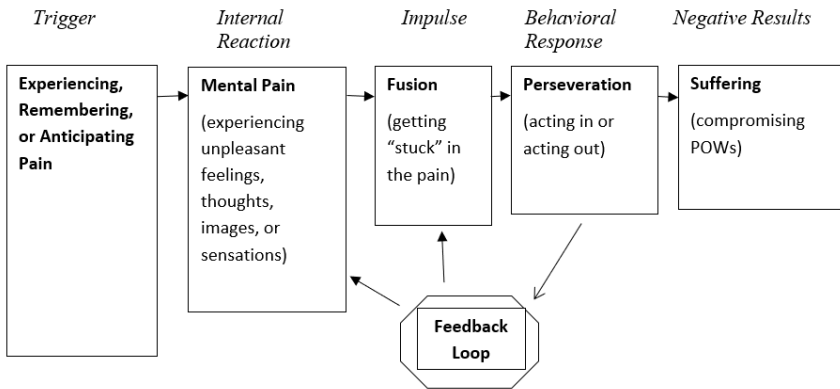 Trigger
Internal
Reaction
Impulse
Behavioral
Response
Negative Results
Experiencing,
Remembering,
or Anticipating
Pain
Mental Pain
(experiencing
unpleasant
feelings,
thoughts,
images, or
sensations)
Fusion
(getting
“stuck” in
the pain)
Perseveration
(acting in or
acting out)
Suffering
(compromising
POWs)
Feedback
Loop